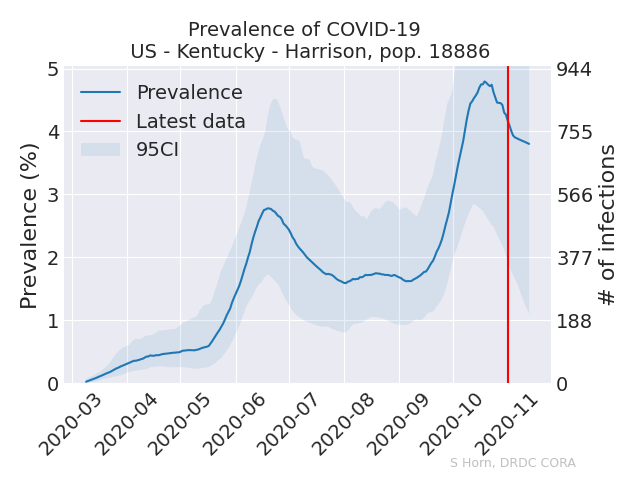 Prevalence of COVID-19
US - Kentucky - Harrison, pop. 18886
Prevalence
Latest data
95CI
Prevalence (%)
5
4
3
2
1
0
944
755
566
377
188
0
# of infections
2020-03
2020-04
2020-05
2020-06
2020-07
2020-08
2020-09
2020-10
2020-11
S Horn, DRDC CORA